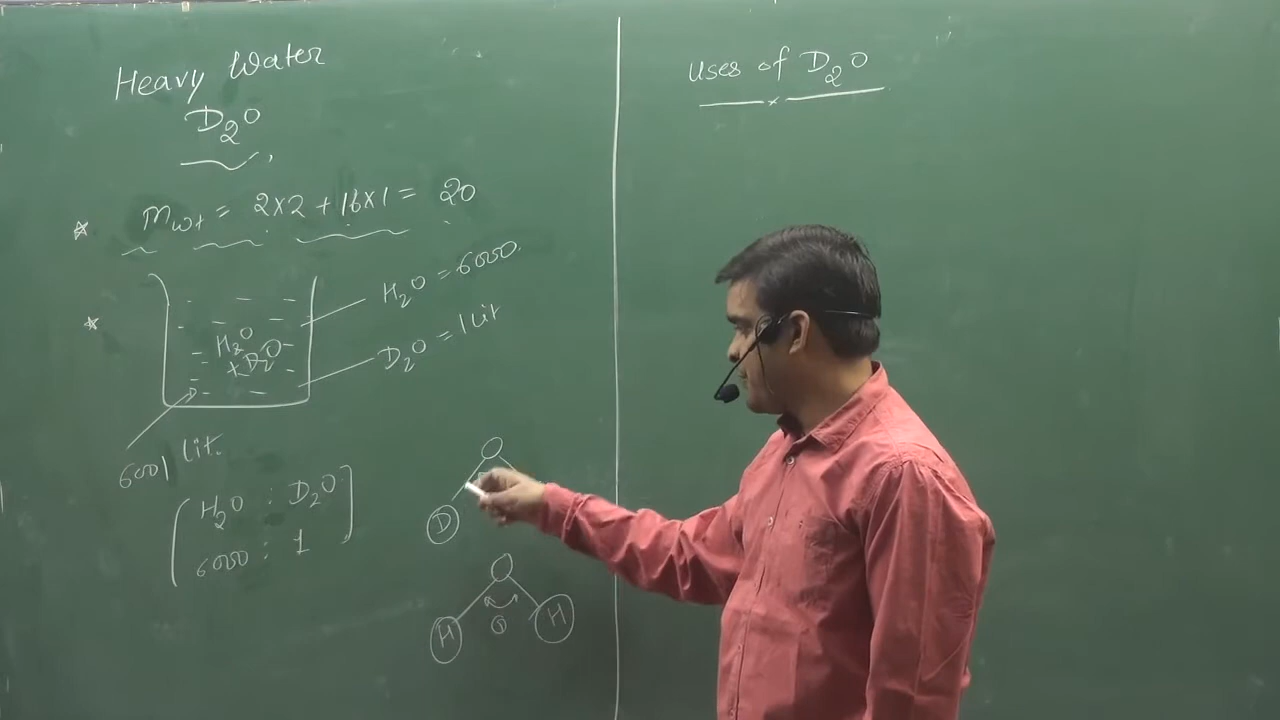 Heavy Water
D₂O
* Mwt = 2×2 + 16×1 = 20
* H₂O = 6000
H₂O
+ D₂O
D₂O = 1 Lit
6001 Lit.
H₂O : D₂O
6000 : 1
O
D
O
H H
uses of D₂O